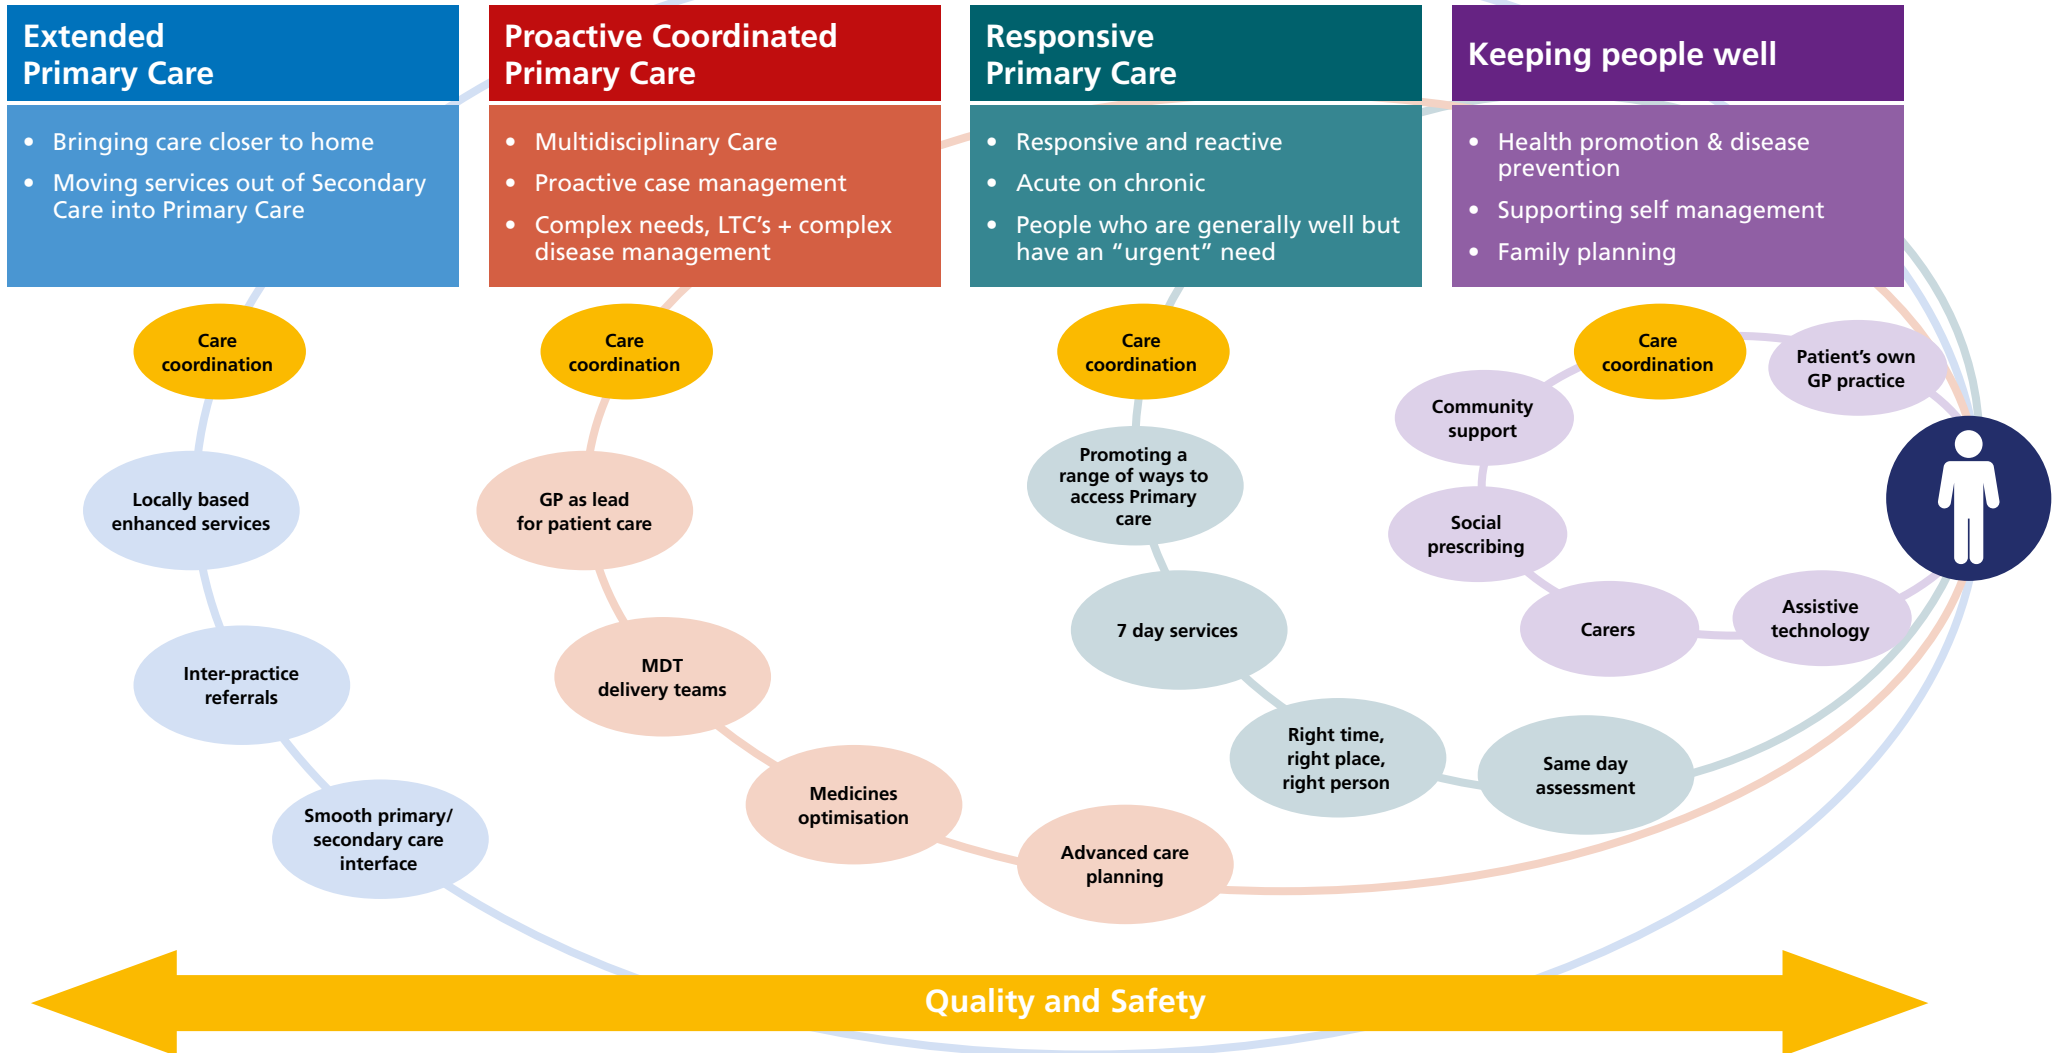 Extended
Primary Care
• Bringing care closer to home
• Moving services out of Secondary
Care into Primary Care
Proactive Coordinated
Primary Care
• Multidisciplinary Care
• Proactive case management
• Complex needs, LTC's + complex
disease management
Responsive
Primary Care
• Responsive and reactive
• Acute on chronic
• People who are generally well but
have an “urgent” need
Keeping people well
• Health promotion & disease
prevention
• Supporting self management
• Family planning
Care
coordination
Locally based
enhanced services
Inter-practice
referrals
Smooth primary/
secondary care
interface
Care
coordination
GP as lead
for patient care
MDT
delivery teams
Medicines
optimisation
Advanced care
planning
Care
coordination
Promoting a
range of ways to
access Primary
care
7 day services
Right time,
right place,
right person
Same day
assessment
Care
coordination
Patient’s own
GP practice
Community
support
Social
prescribing
Carers
Assistive
technology
Quality and Safety